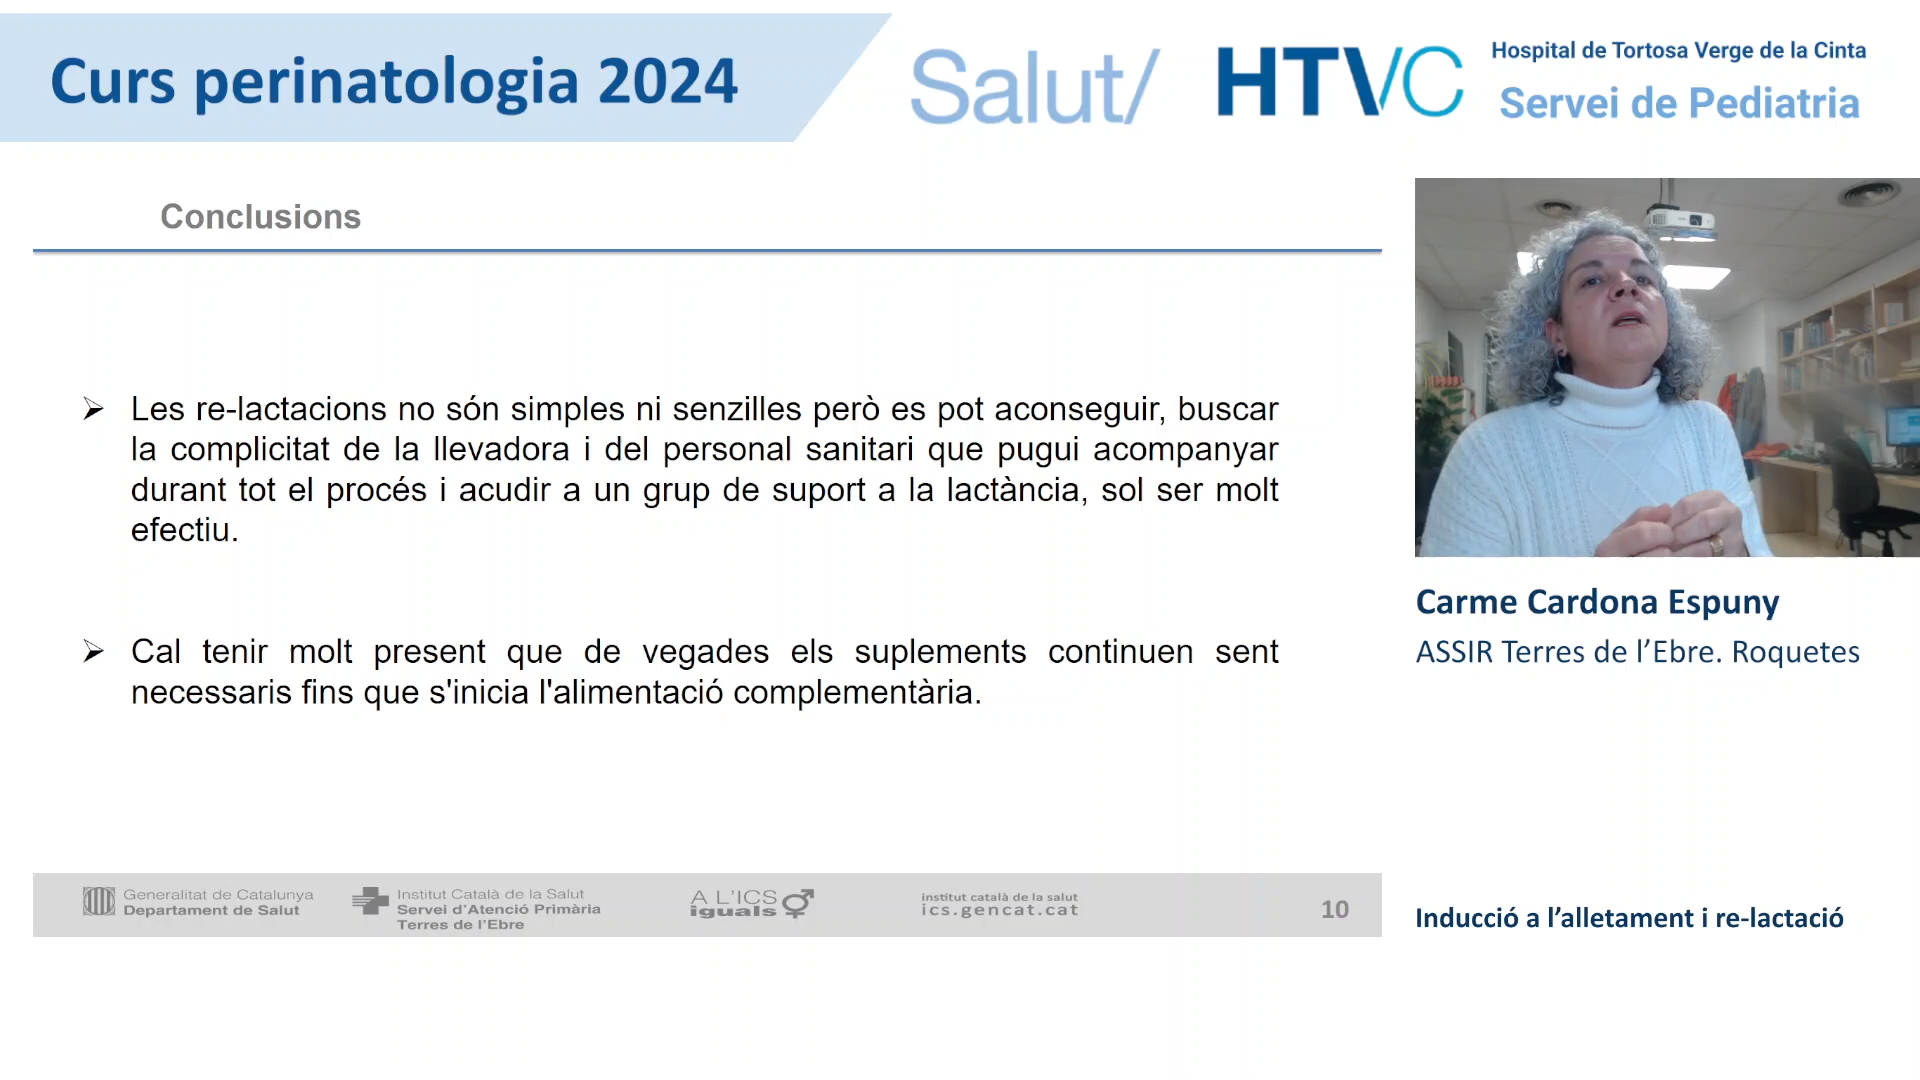 Curs perinatologia 2024
Salut/
HTVC
Hospital de Tortosa Verge de la Cinta
Servei de Pediatria
Conclusions
➢ Les re-lactacions no són simples ni senzilles però es pot aconseguir, buscar
la complicitat de la llevadora i del personal sanitari que pugui acompanyar
durant tot el procés i acudir a un grup de suport a la lactància, sol ser molt
efectiu.
➢ Cal tenir molt present que de vegades els suplements continuen sent
necessaris fins que s'inicia l'alimentació complementària.
Carme Cardona Espuny
ASSIR Terres de l’Ebre. Roquetes
Generalitat de Catalunya
Departament de Salut
Institut Català de la Salut
Servei d'Atenció Primària
Terres de l'Ebre
A L'ICS
iguals
institut català de la salut
ics.gencat.cat
10
Inducció a l’alletament i re-lactació